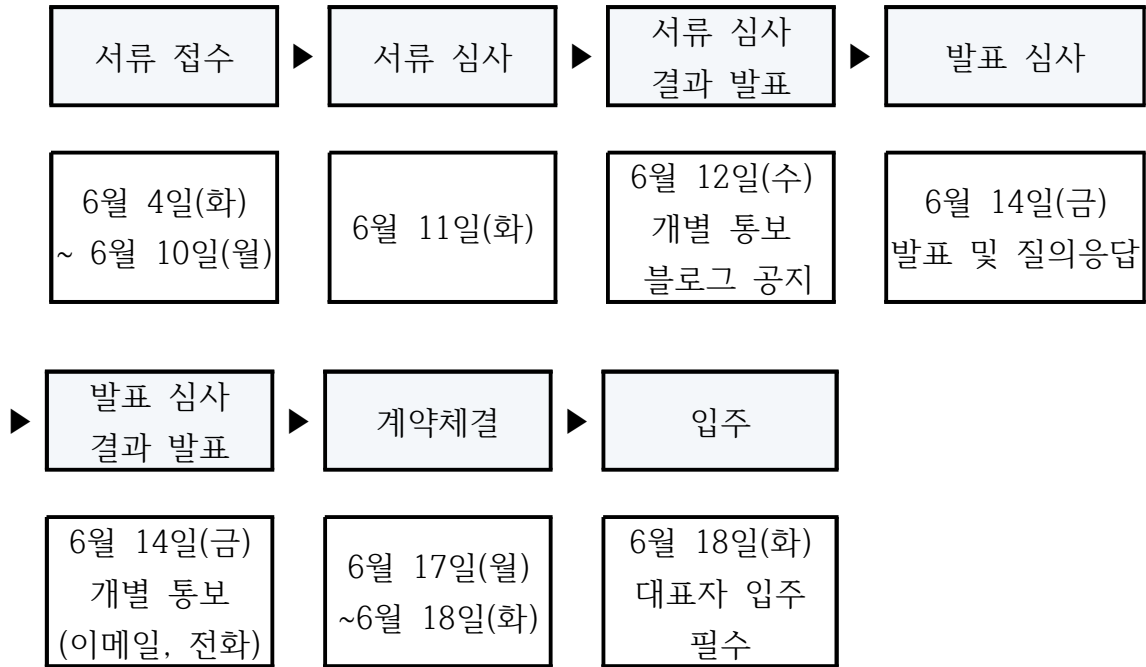 서류 접수 ▶ 서류 심사 ▶ 서류 심사
결과 발표 ▶ 발표 심사
6월 4일(화)
~ 6월 10일(월)
6월 11일(화)
6월 12일(수)
개별 통보
블로그 공지
6월 14일(금)
발표 및 질의응답
▶ 발표 심사
결과 발표 ▶ 계약체결 ▶ 입주
6월 14일(금)
개별 통보
(이메일, 전화)
6월 17일(월)
~6월 18일(화)
6월 18일(화)
대표자 입주
필수